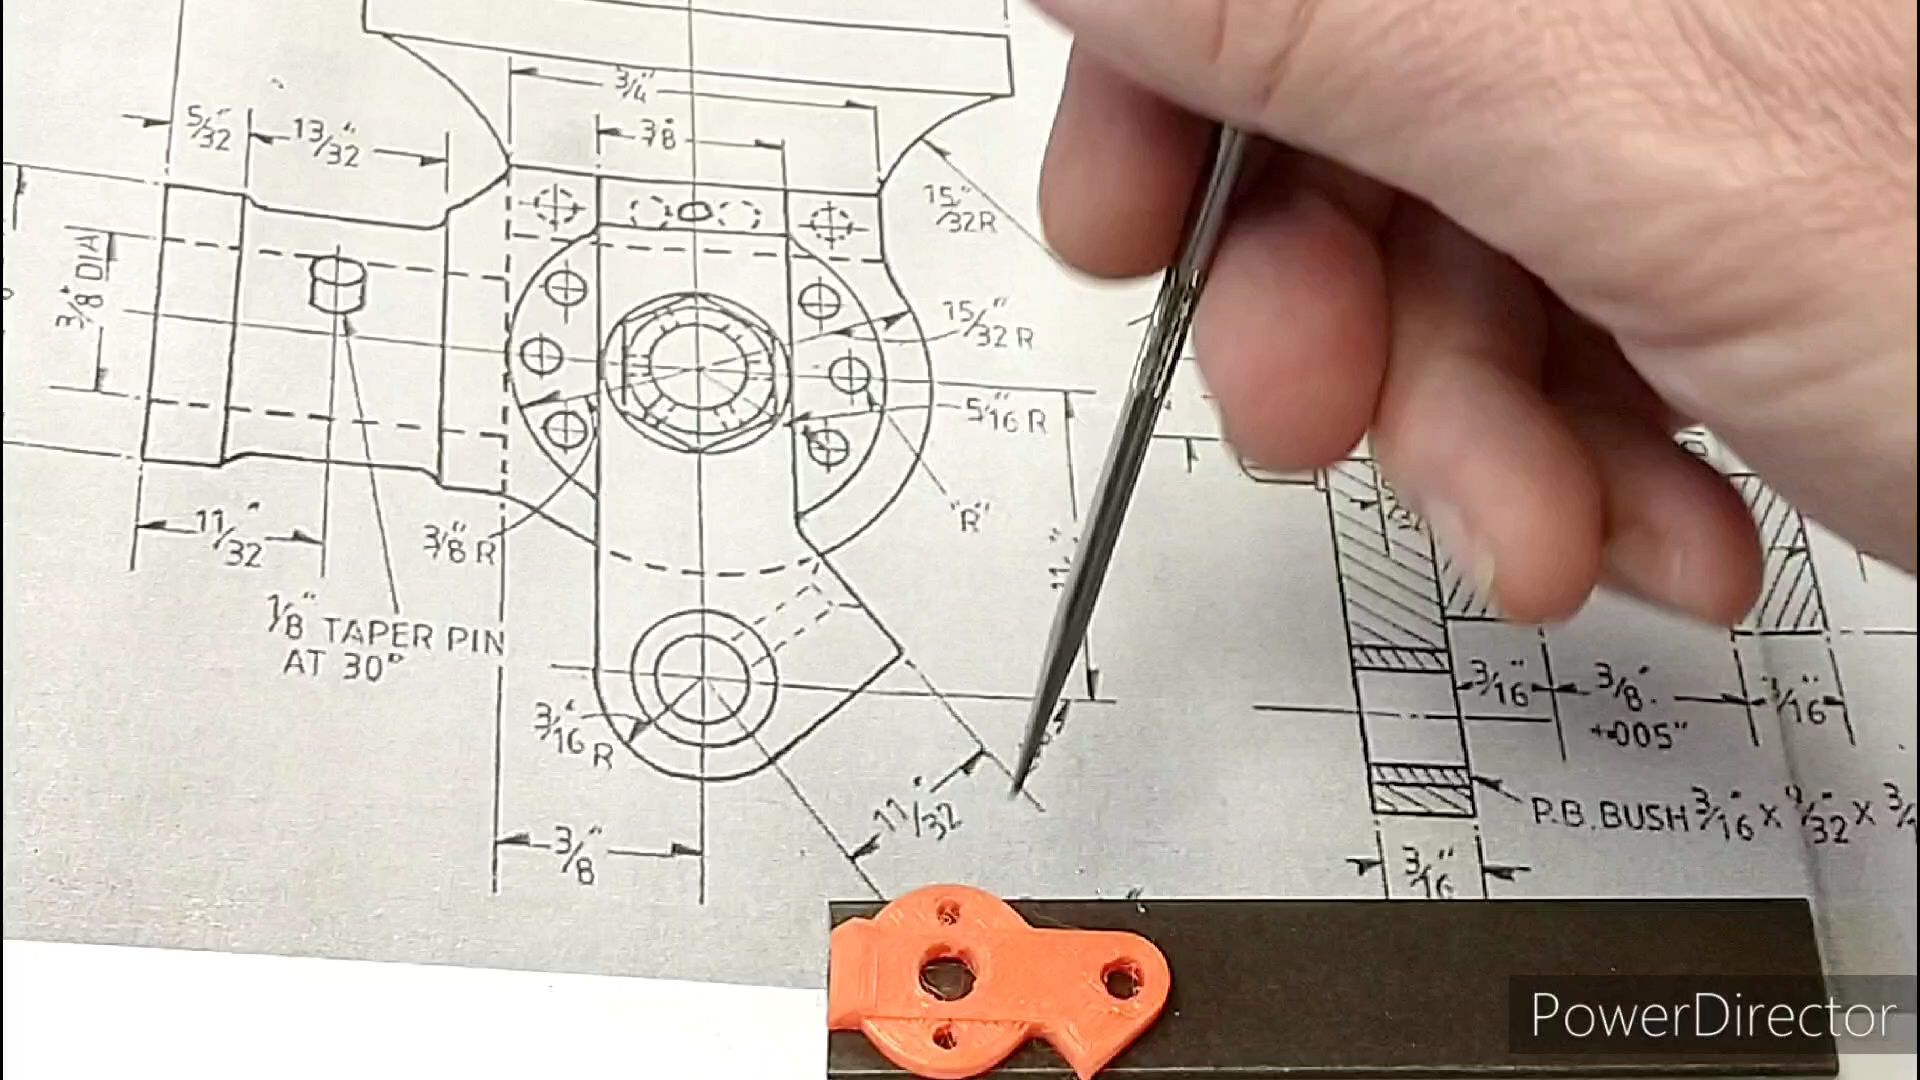 3/4"
5/32"
13/32"
3/8"
15/32" R
3/8" DIA
15/32" R
5/16 R
"R"
11/32"
3/8" R
1/8" TAPER PIN
AT 30°
3/16" R
11/32"
3/8"
3/16"
3/8"
+.005"
3/16"
P.B. BUSH 3/16" x 9/32" x
3/16"
PowerDirector